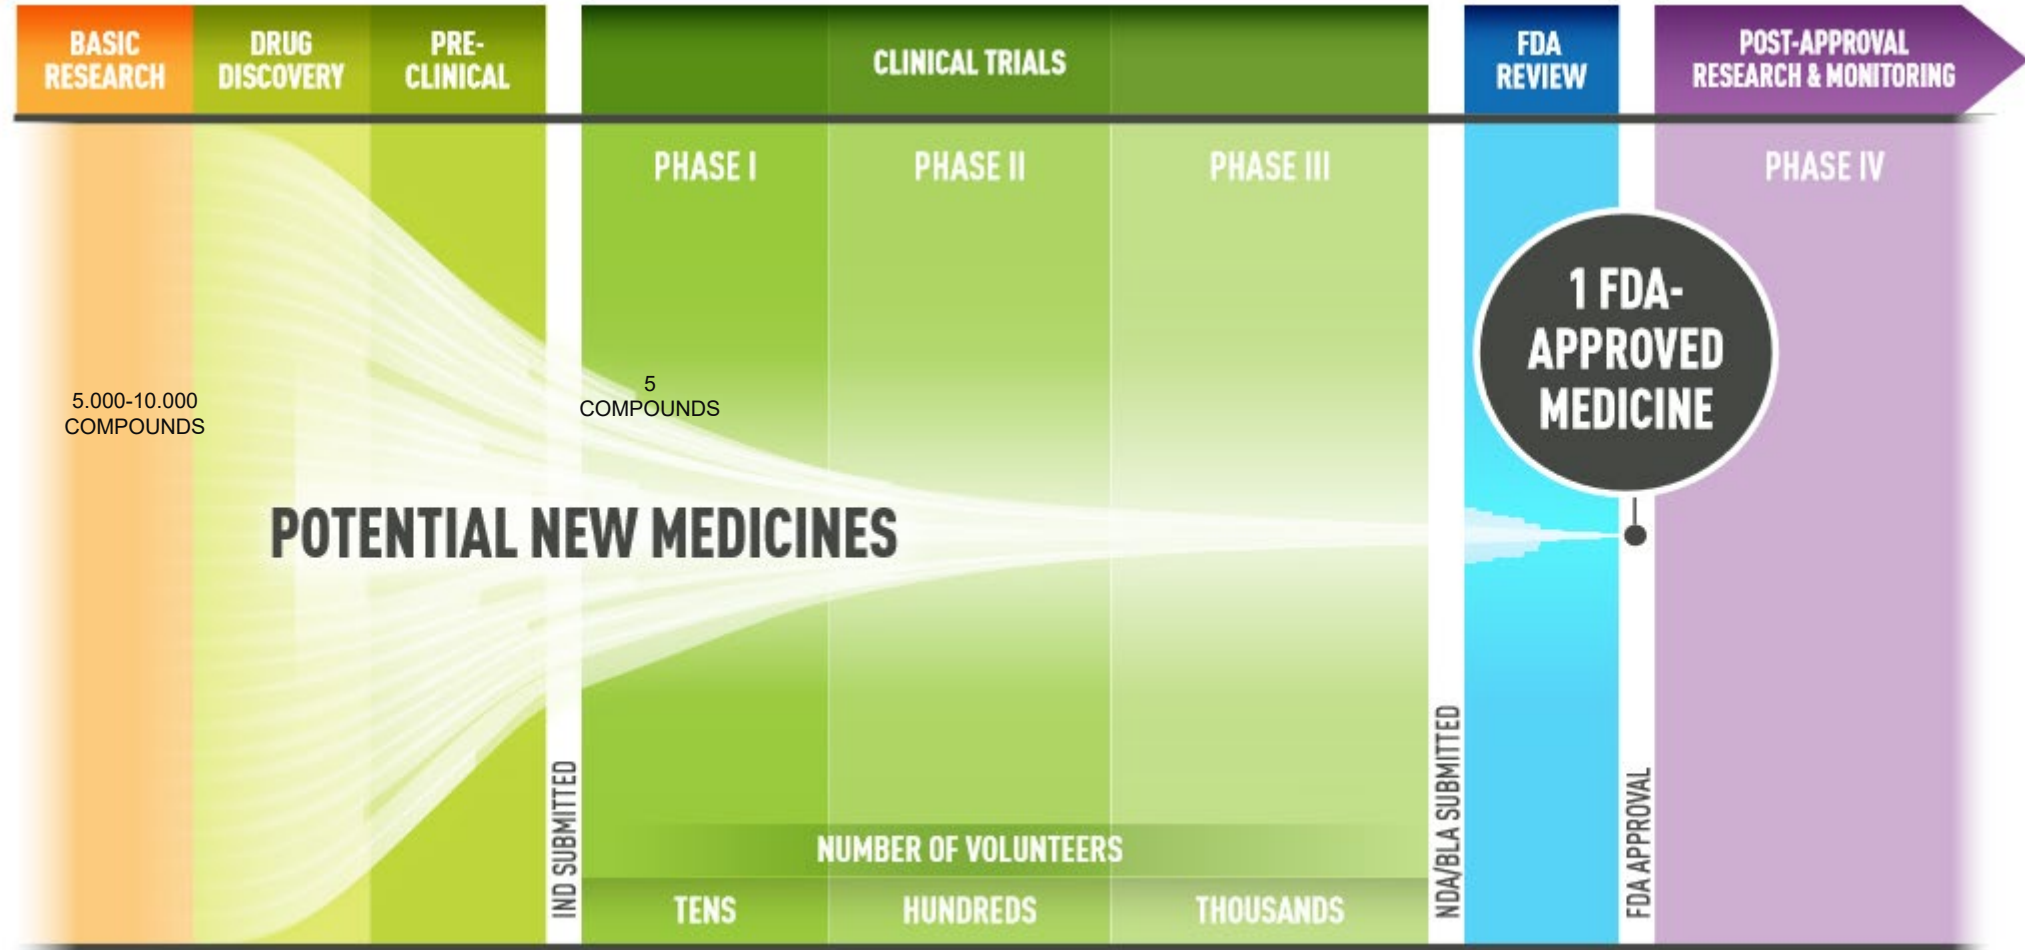 BASIC
RESEARCH
DRUG
DISCOVERY
PRE-
CLINICAL
CLINICAL TRIALS
FDA
REVIEW
POST-APPROVAL
RESEARCH & MONITORING
PHASE I
PHASE II
PHASE III
PHASE IV
1 FDA-
APPROVED
MEDICINE
5.000-10.000
COMPOUNDS
5
COMPOUNDS
POTENTIAL NEW MEDICINES
IND SUBMITTED
NDA/BLA SUBMITTED
FDA APPROVAL
NUMBER OF VOLUNTEERS
TENS
HUNDREDS
THOUSANDS